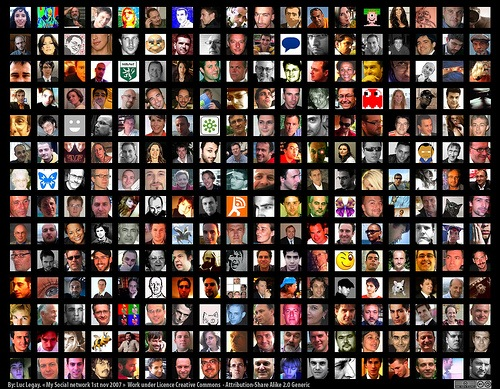 By: Luc Legay. « My Social network 1st nov 2007 » Work under Licence Creative Commons - Attribution-Share Alike 2.0 Generic